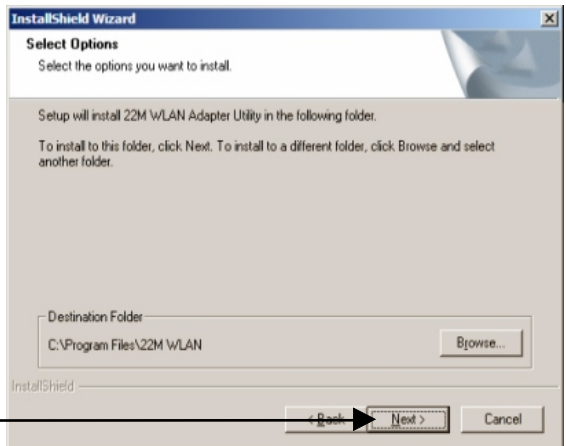 InstallShield Wizard
Select Options
Select the options you want to install.
Setup will install 22M WLAN Adapter Utility in the following folder.
To install to this folder, click Next. To install to a different folder, click Browse and select
another folder.
Destination Folder
C:\Program Files\22M WLAN
Browse...
InstallShield
< Back Next > Cancel